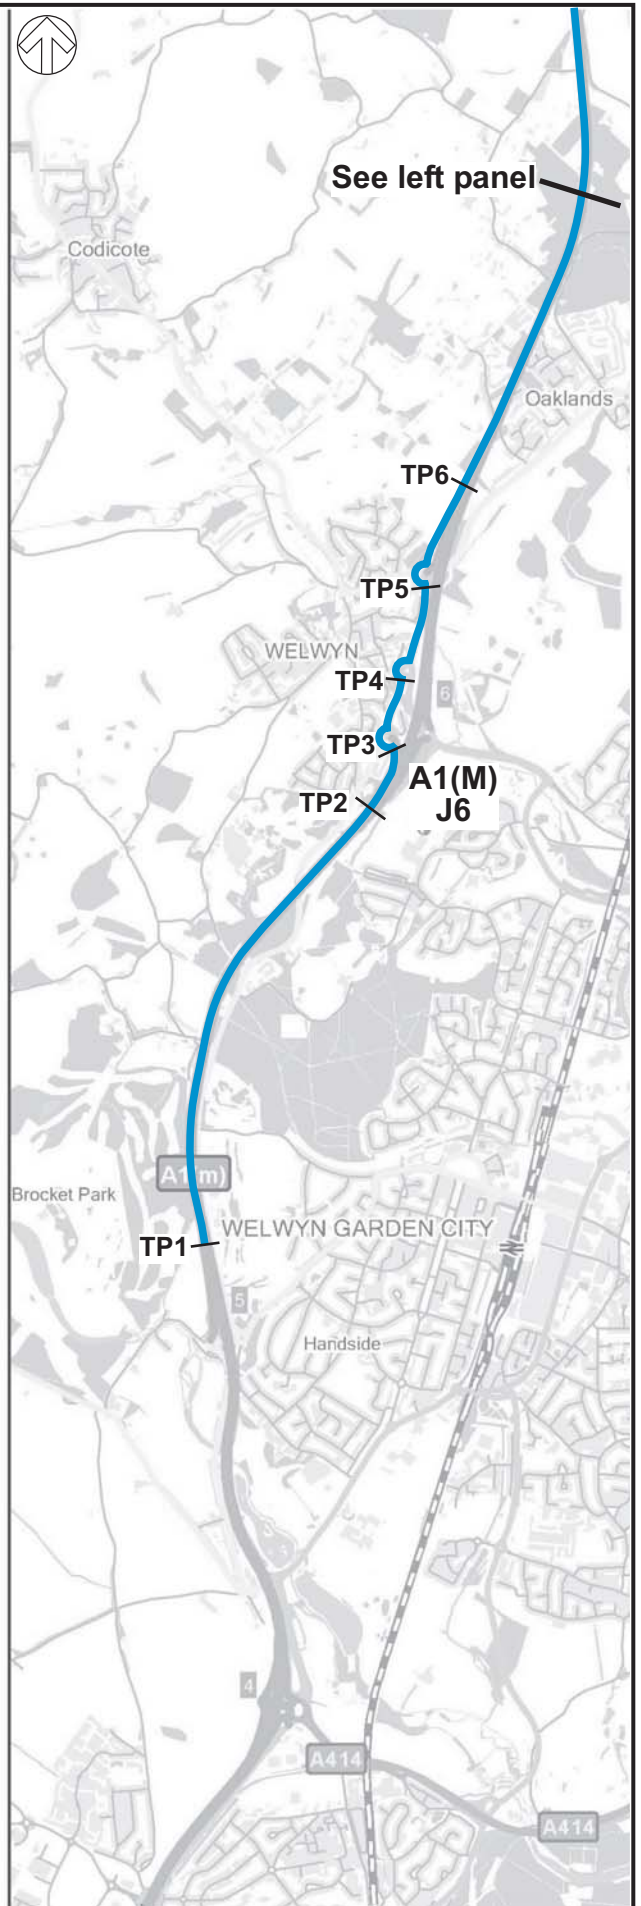 See left panel
Codicote
Oaklands
TP6
TP5
WELWYN
TP4
6
TP3
A1(M)
J6
TP2
A1(m)
Brocket Park
WELWYN GARDEN CITY
TP1
5
Handside
4
A414
A414